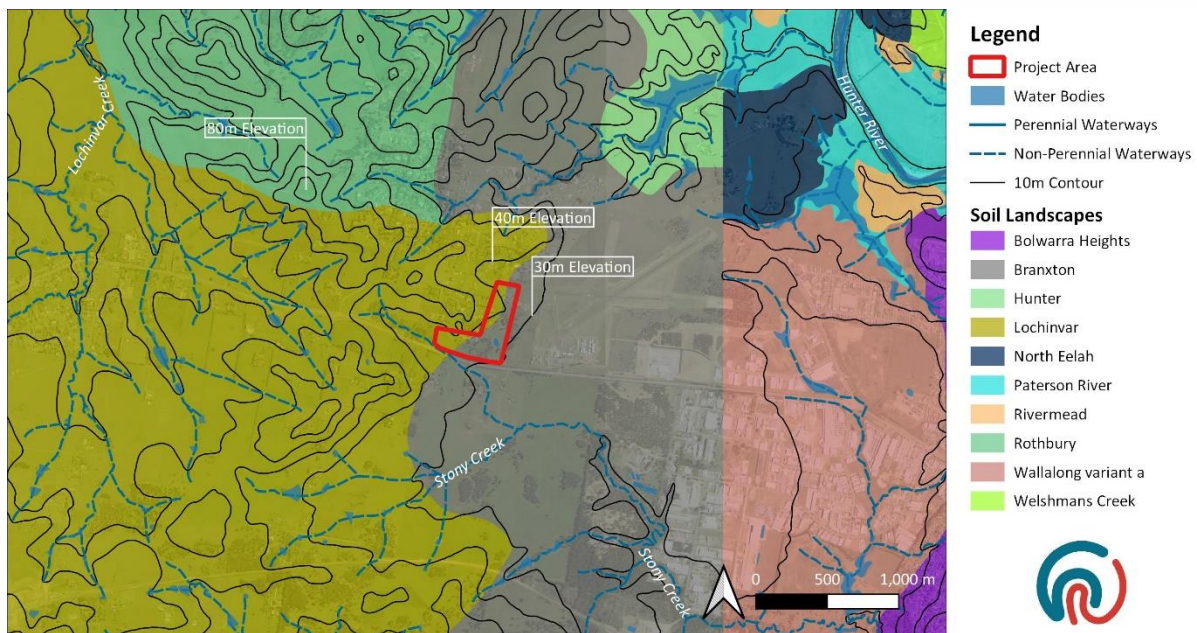 80m Elevation
Lochinvar Creek
Hunter River
40m Elevation
30m Elevation
Stony Creek
Stony Creek
0 500 1,000 m
Legend
Project Area
Water Bodies
Perennial Waterways
Non-Perennial Waterways
10m Contour
Soil Landscapes
Bolwarra Heights
Branxton
Hunter
Lochinvar
North Eelah
Paterson River
Rivermead
Rothbury
Wallalong variant a
Welshmans Creek